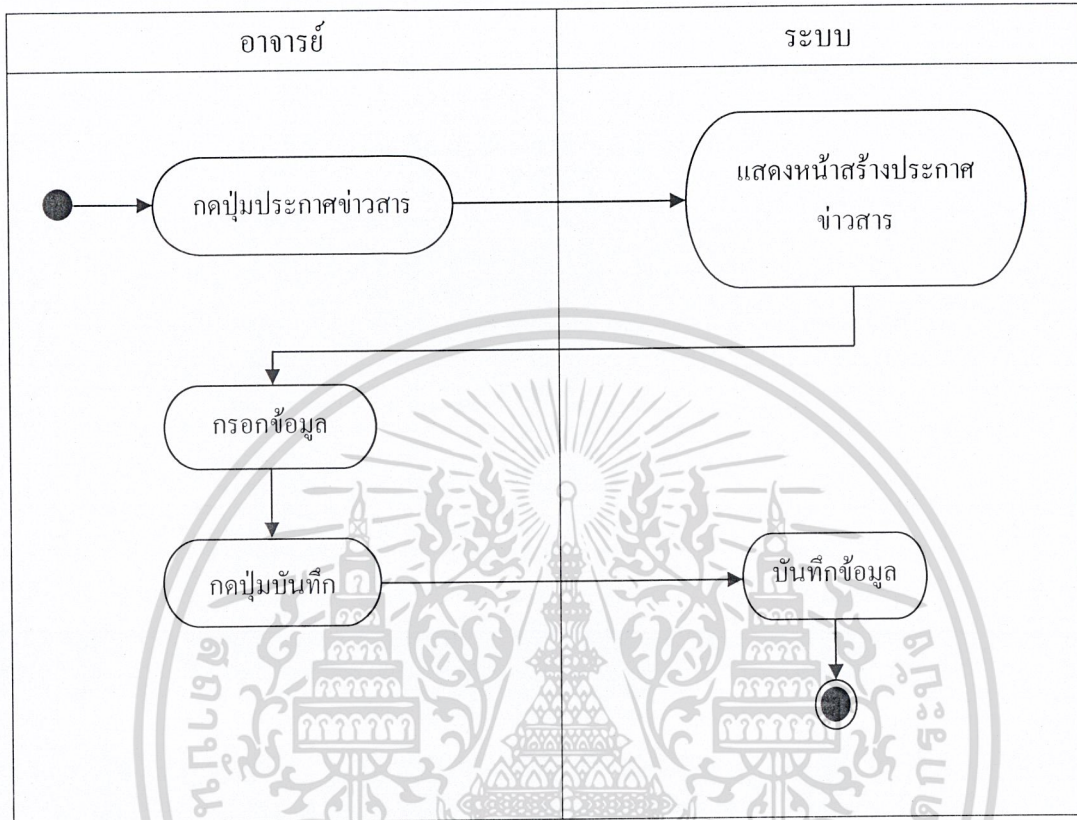 อาจารย์
ระบบ
กดปุ่มประกาศข่าวสาร
แสดงหน้าสร้างประกาศ
ข่าวสาร
กรอกข้อมูล
กดปุ่มบันทึก
บันทึกข้อมูล